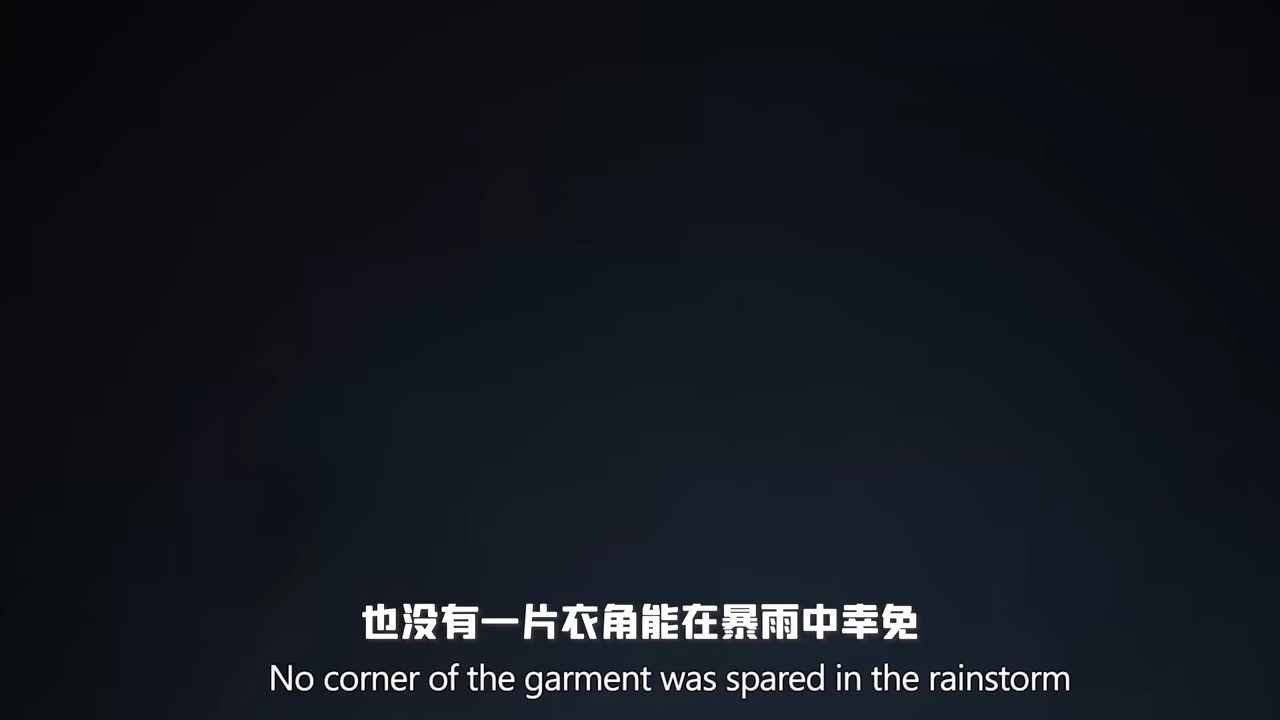 也没有一片衣角能在暴雨中幸免
No corner of the garment was spared in the rainstorm